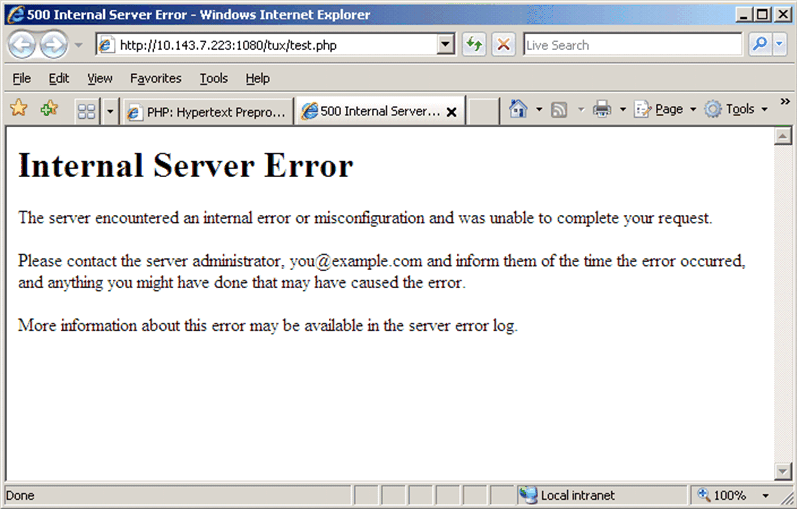 500 Internal Server Error - Windows Internet Explorer
http://10.143.7.223:1080/tux/test.php
Live Search
File Edit View Favorites Tools Help
PHP: Hypertext Prepro... 500 Internal Server... Page Tools
Internal Server Error
The server encountered an internal error or misconfiguration and was unable to complete your request.
Please contact the server administrator, you@example.com and inform them of the time the error occurred,
and anything you might have done that may have caused the error.
More information about this error may be available in the server error log.
Done Local intranet 100%